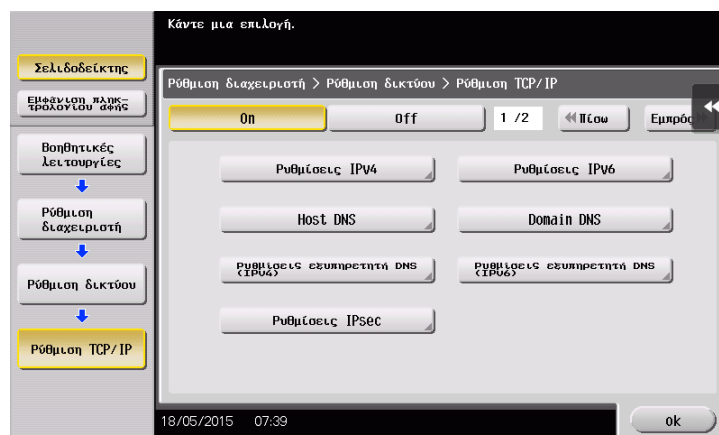 Κάντε μια επιλογή.
Σελιδοδείκτης
Εμφάνιση πληκ-
τρολογίου αφής
Βοηθητικές
λειτουργίες
Ρύθμιση
διαχειριστή
Ρύθμιση δικτύου
Ρύθμιση TCP/IP
Ρύθμιση διαχειριστή > Ρύθμιση δικτύου > Ρύθμιση TCP/IP
On Off 1 /2 Πίσω Εμπρός
Ρυθμίσεις IPV4 Ρυθμίσεις IPV6
Host DNS Domain DNS
Ρυθμίσεις εξυπηρετητή DNS
(IPV4)
Ρυθμίσεις εξυπηρετητή DNS
(IPV6)
Ρυθμίσεις IPsec
18/05/2015 07:39 ok